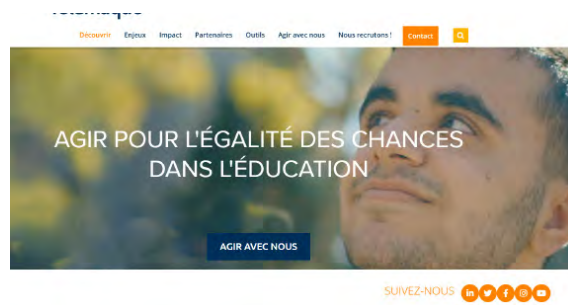 Télémaque
Découvrir Enjeux Impact Partenaires Outils Agir avec nous Nous recrutons ! Contact
AGIR POUR L'ÉGALITÉ DES CHANCES
DANS L'ÉDUCATION
AGIR AVEC NOUS
SUIVEZ-NOUS